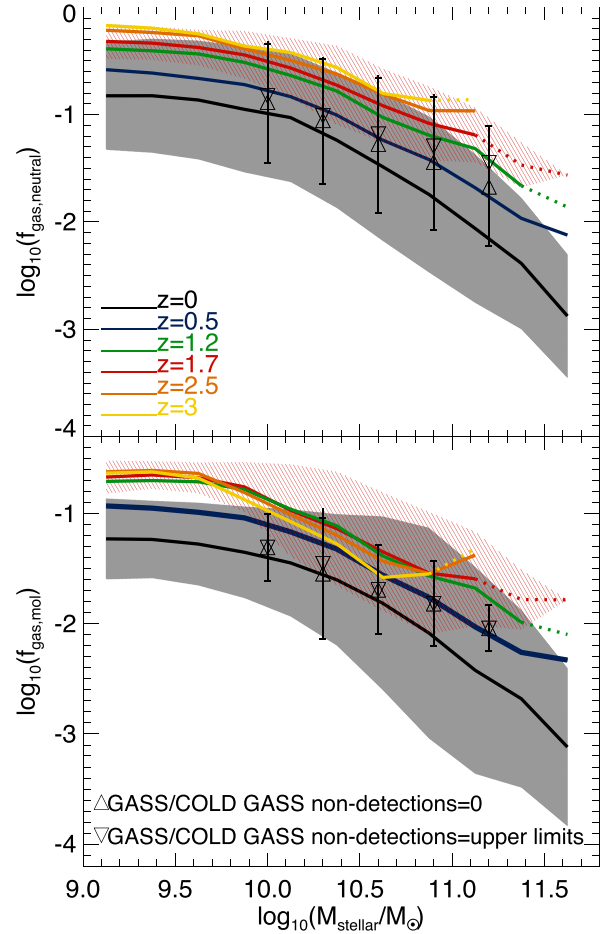 0
-1
-2
-3
-4
log10(fgas,neutral)
z=0
z=0.5
z=1.2
z=1.7
z=2.5
z=3
-1
-2
-3
-4
log10(fgas,mol)
△GASS/COLD GASS non-detections=0
▽GASS/COLD GASS non-detections=upper limits
9.0 9.5 10.0 10.5 11.0 11.5
log10(Mstellar/M⊙)